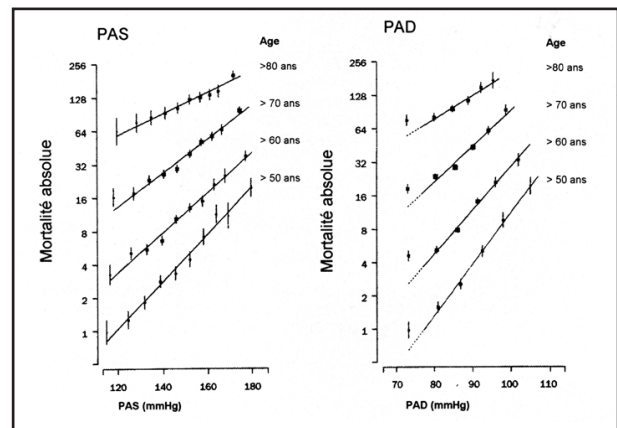 PAS
Age
256
128
64
32
16
8
4
2
1
>80 ans
> 70 ans
> 60 ans
> 50 ans
Mortalité absolue
120
140
160
180
PAS (mmHg)
PAD
Age
256
128
64
32
16
8
4
2
1
>80 ans
> 70 ans
> 60
> 50 ans
Mortalité absolue
70
80
90
100
110
PAD (mmHg)